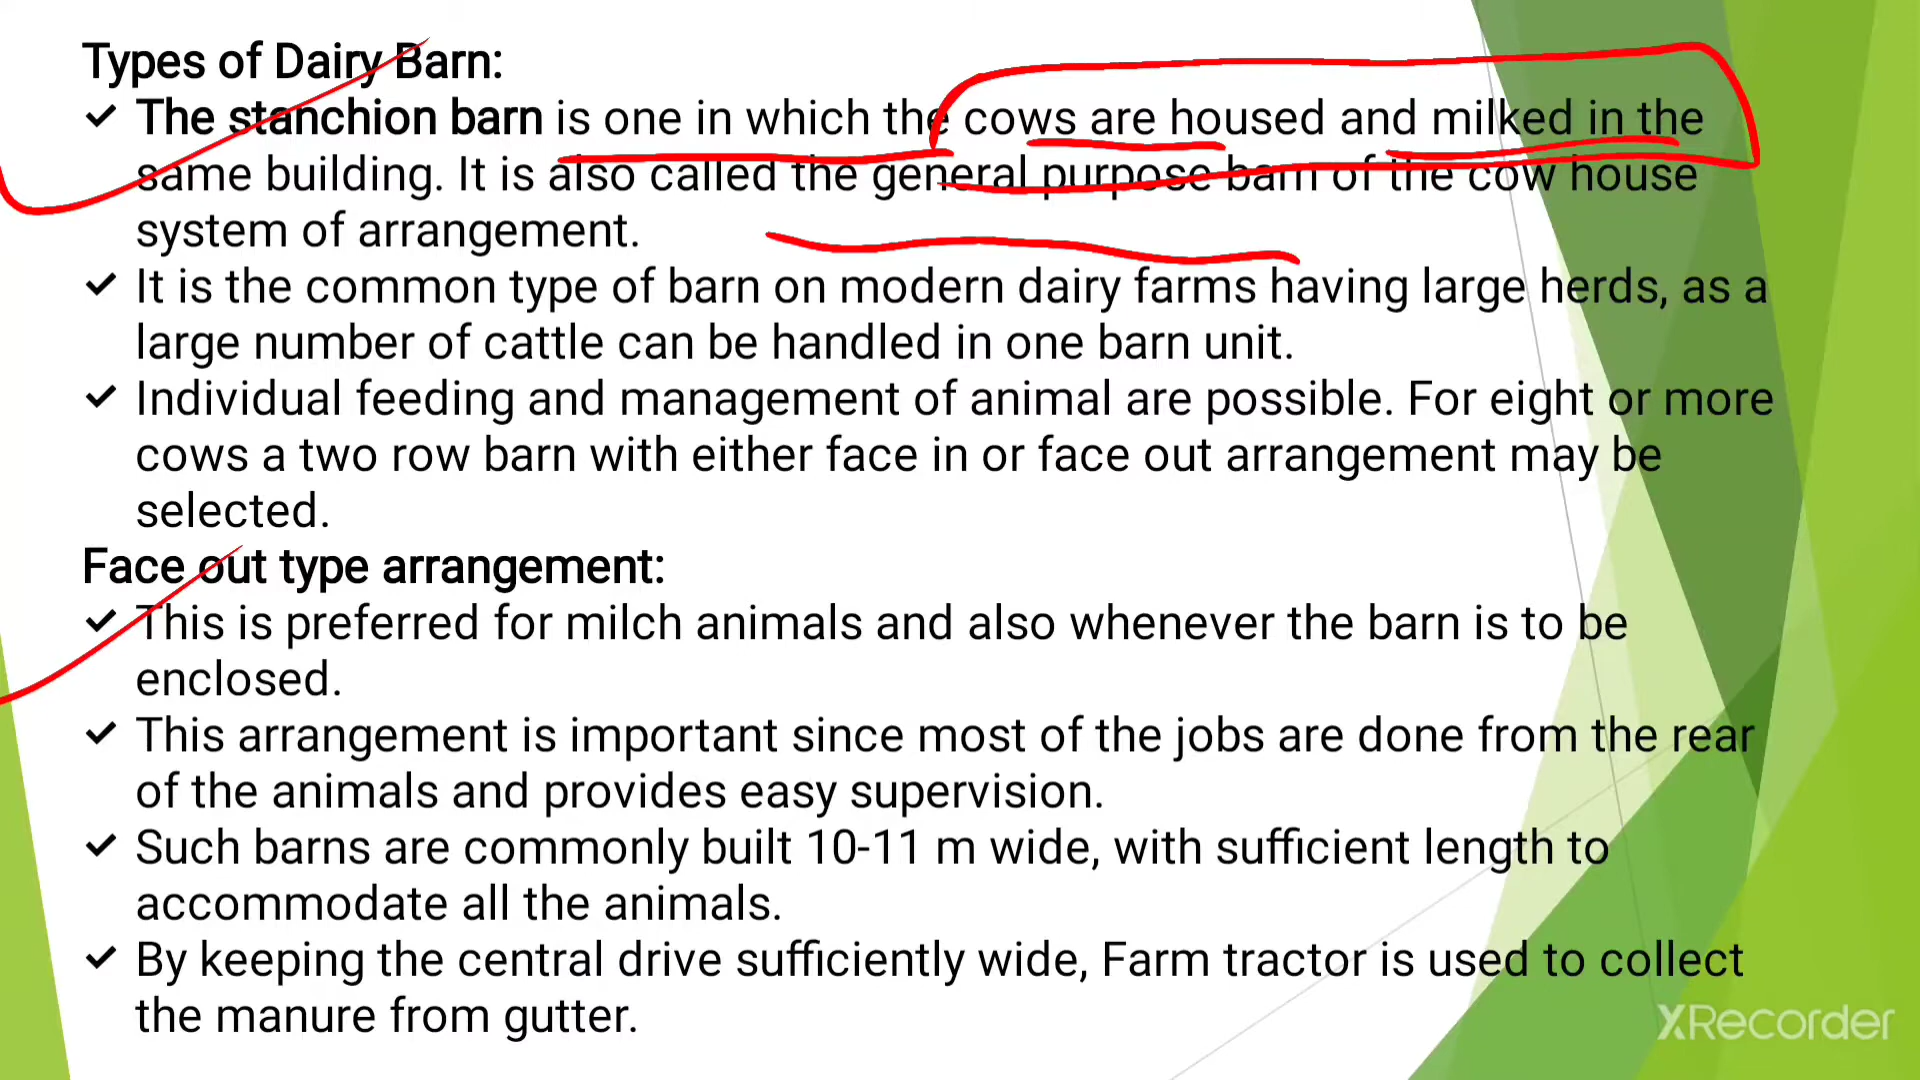 Types of Dairy Barn:
✓ The stanchion barn is one in which the cows are housed and milked in the
same building. It is also called the general purpose barn of the cow house
system of arrangement.
✓ It is the common type of barn on modern dairy farms having large herds, as a
large number of cattle can be handled in one barn unit.
✓ Individual feeding and management of animal are possible. For eight or more
cows a two row barn with either face in or face out arrangement may be
selected.
Face out type arrangement:
✓ This is preferred for milch animals and also whenever the barn is to be
enclosed.
✓ This arrangement is important since most of the jobs are done from the rear
of the animals and provides easy supervision.
✓ Such barns are commonly built 10-11 m wide, with sufficient length to
accommodate all the animals.
✓ By keeping the central drive sufficiently wide, Farm tractor is used to collect
the manure from gutter.
XRecorder